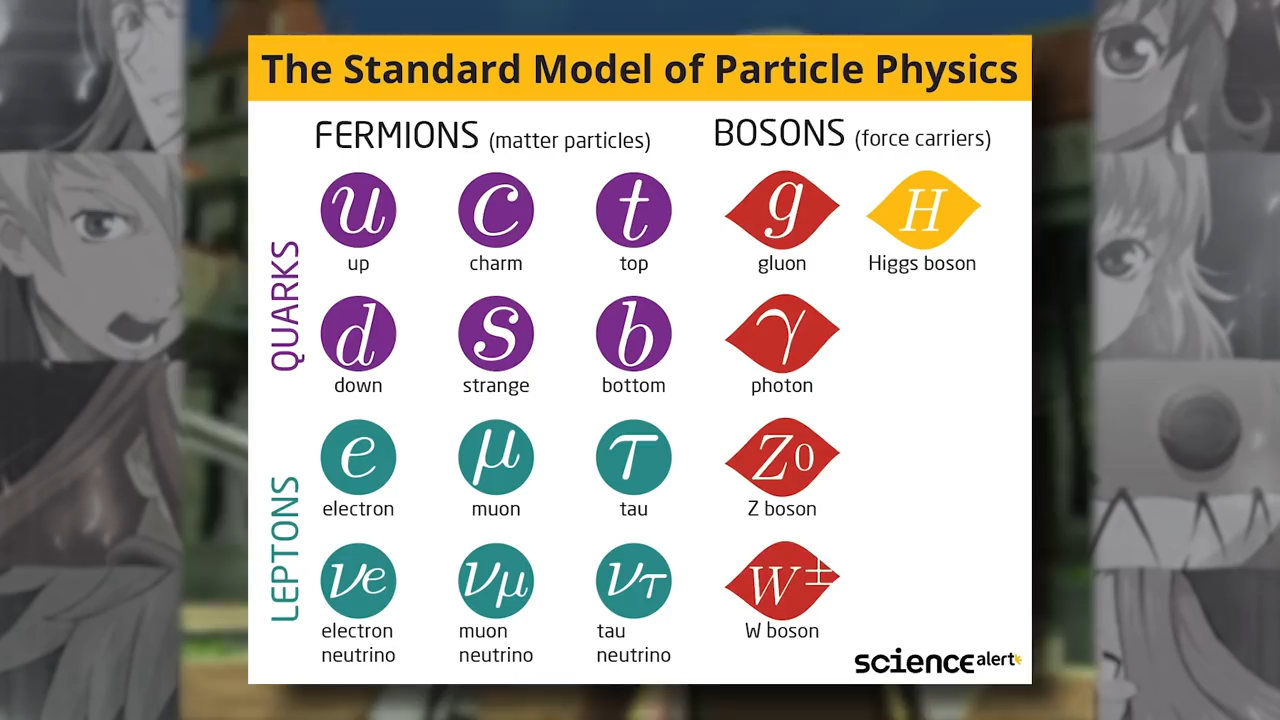 The Standard Model of Particle Physics
FERMIONS (matter particles)
BOSONS (force carriers)
QUARKS
u
c
t
g
H
up
charm
top
gluon
Higgs boson
d
s
b
γ
down
strange
bottom
photon
LEPTONS
e
μ
τ
Z0
electron
muon
tau
Z boson
νe
νμ
ντ
W±
electron
neutrino
muon
neutrino
tau
neutrino
W boson
sciencealert